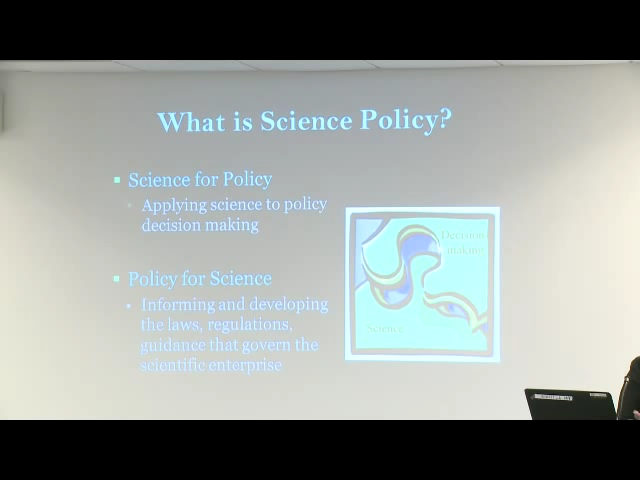 What is Science Policy?
Science for Policy
Applying science to policy
decision making
Policy for Science
Informing and developing
the laws, regulations,
guidance that govern the
scientific enterprise
Decision
making
Science